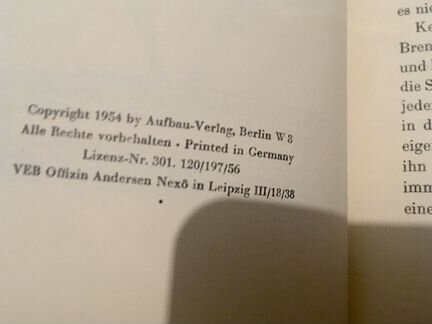 Copyright 1954 by Aufbau-Verlag, Berlin W 8
Alle Rechte vorbehalten · Printed in Germany
Lizenz-Nr. 301. 120/197/56
VEB Offizin Andersen Nexö in Leipzig III/18/38
es nie
Ke
Bren
und
die S
jeder
in d
eige
ihn
imm
eine